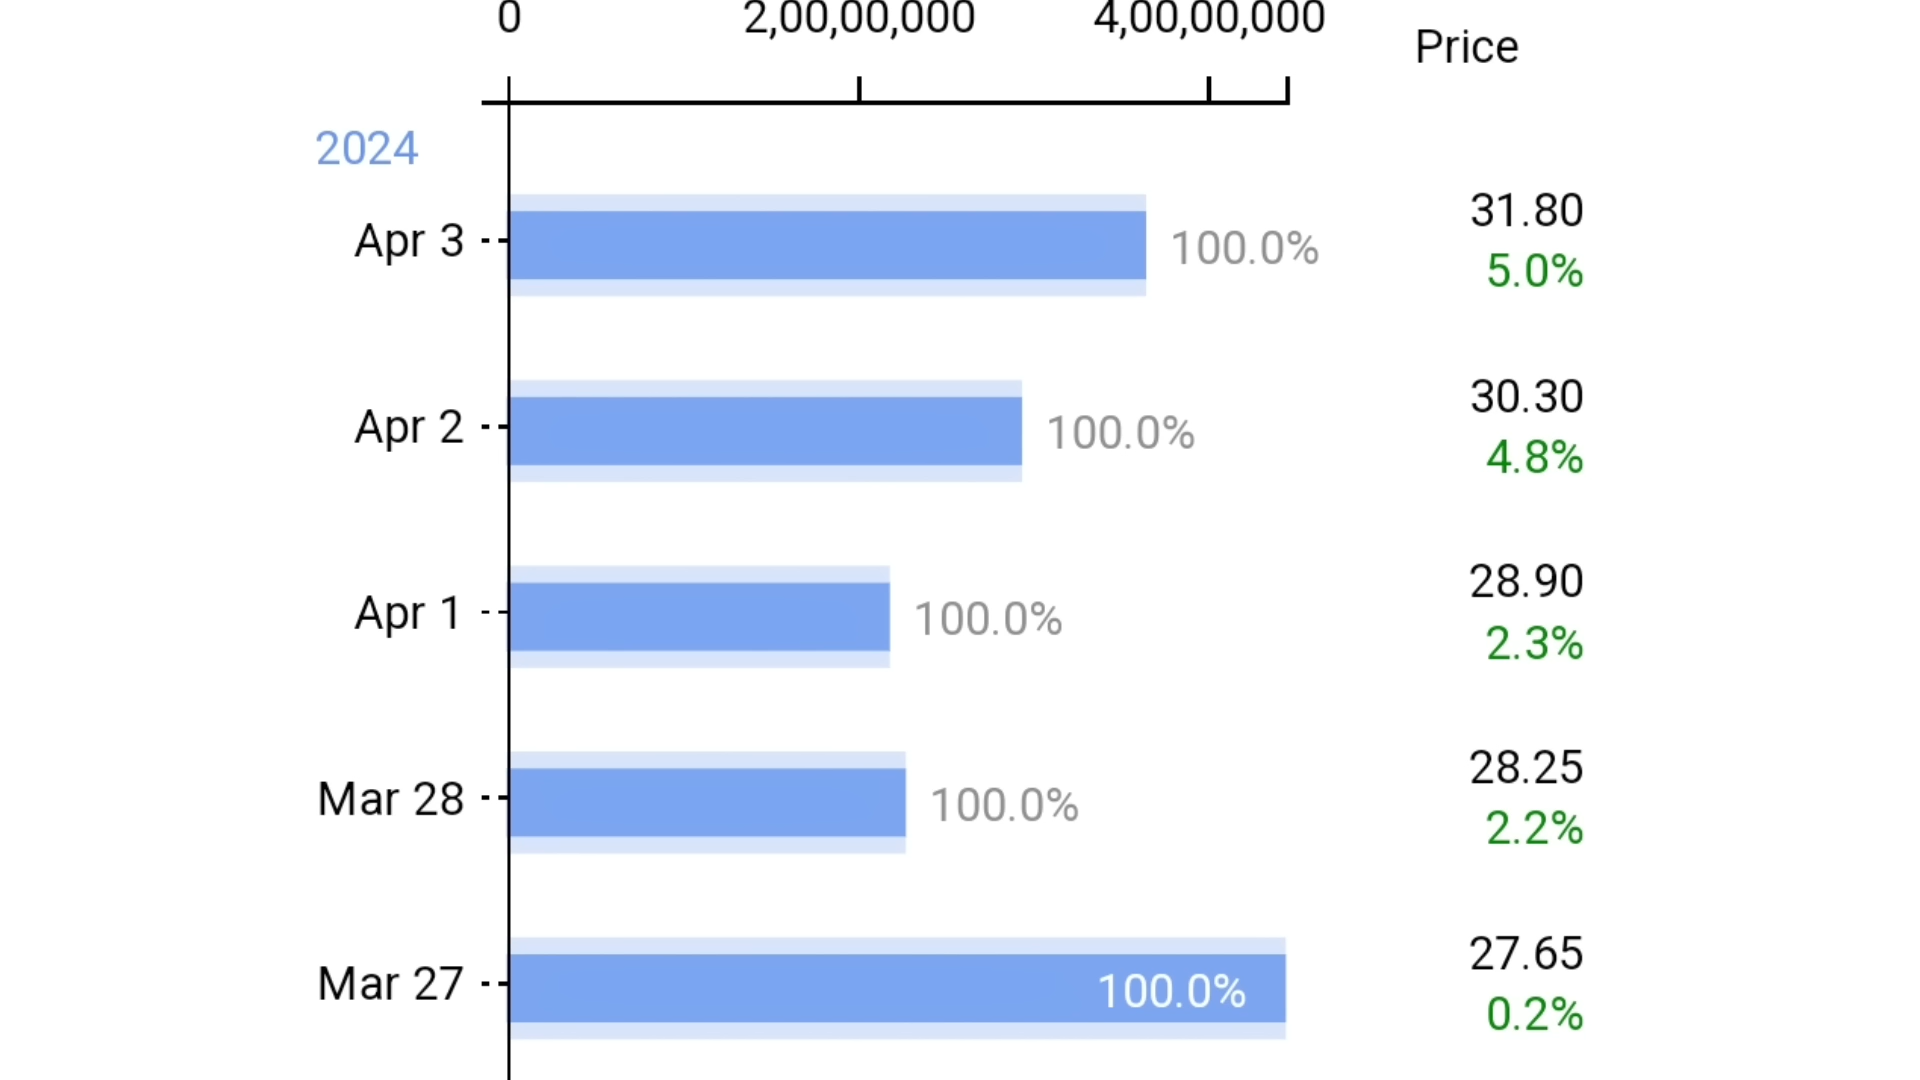 0 2,00,00,000 4,00,00,000
Price
2024
Apr 3 100.0% 31.80
5.0%
Apr 2 100.0% 30.30
4.8%
Apr 1 100.0% 28.90
2.3%
Mar 28 100.0% 28.25
2.2%
Mar 27 100.0% 27.65
0.2%